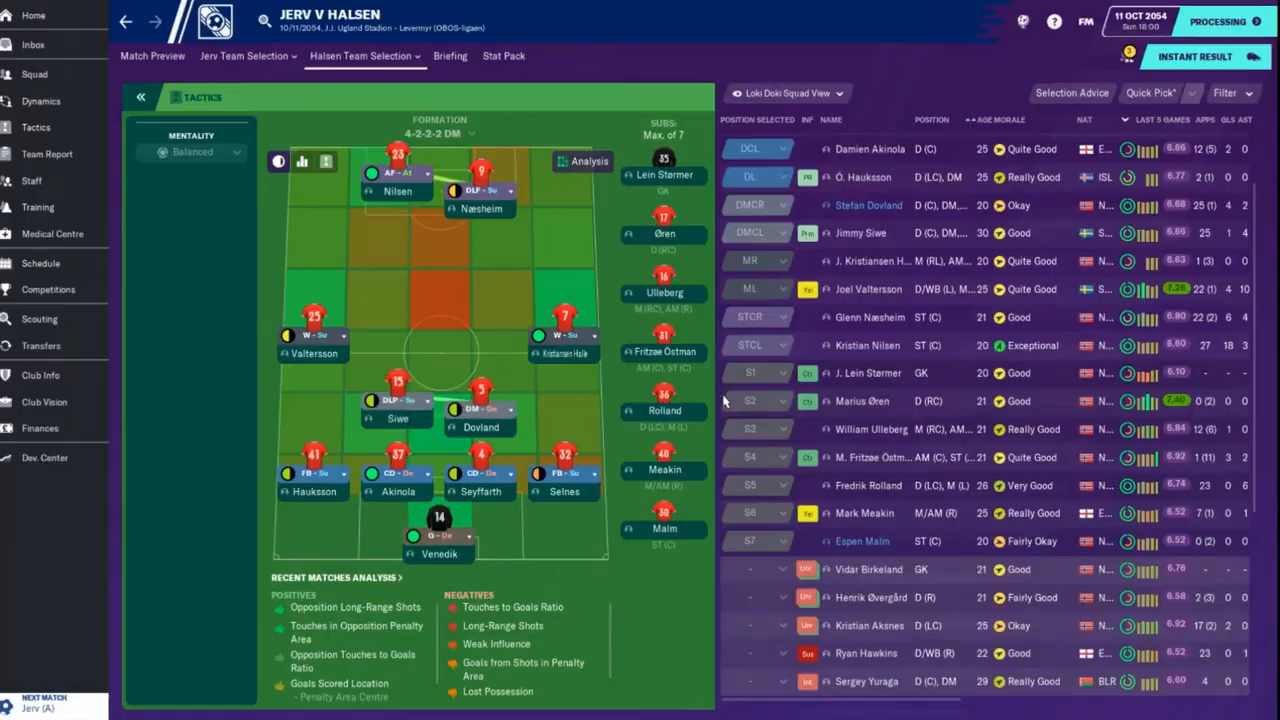 Home
Inbox
Squad
Dynamics
Tactics
Team Report
Staff
Training
Medical Centre
Schedule
Competitions
Scouting
Transfers
Club Info
Club Vision
Finances
Dev. Center
NEXT MATCH
Jerv (A)
JERV V HALSEN
10/11/2054, J.J. Ugland Stadion - Levermyr (OBOS-ligaen)
FM
11 OCT 2054
Sun 18:00
PROCESSING
Match Preview
Jerv Team Selection
Halsen Team Selection
Briefing
Stat Pack
3
INSTANT RESULT
TACTICS
MENTALITY
Balanced
FORMATION
4-2-2-2 DM
Analysis
23
AF - At
Nilsen
9
DLF - Su
Næsheim
25
W - Su
Valtersson
7
W - Su
Kristiansen Halle
15
DLP - Su
Siwe
5
DM - De
Dovland
41
FB - Su
Hauksson
37
CD - De
Akinola
4
CD - De
Seyffarth
32
FB - Su
Selnes
14
G - De
Venedik
SUBS:
Max. of 7
35
Lein Størmer
GK
17
Øren
D (RC)
16
Ulleberg
M (RC), AM (R)
31
Fritzøe Östman
AM (C), ST (C)
36
Rolland
D (LC), M (L)
40
Meakin
M/AM (R)
30
Malm
ST (C)
RECENT MATCHES ANALYSIS >
POSITIVES
Opposition Long-Range Shots
Touches in Opposition Penalty
Area
Opposition Touches to Goals
Ratio
Goals Scored Location
- Penalty Area Centre
NEGATIVES
Touches to Goals Ratio
Long-Range Shots
Weak Influence
Goals from Shots in Penalty
Area
Lost Possession
Loki Doki Squad View
Selection Advice
Quick Pick*
Filter
POSITION SELECTED INF NAME POSITION AGE MORALE NAT LAST 5 GAMES APPS GLS AST
DCL Damien Akinola D (C) 25 Quite Good E... 6.66 12 (5) 2 0
DL PR Ö. Hauksson D (LC), DM 25 Really Good ISL 6.77 2 (1) 0 0
DMCR Stefan Dovland D (C), DM,... 20 Okay N... 6.68 25 (1) 4 2
DMCL Prm Jimmy Siwe D (C), DM,... 30 Good S... 6.66 25 1 4
MR J. Kristiansen H... M (RL), AM... 20 Quite Good N... 6.63 1 (3) 0 0
ML Yel Joel Valtersson D/WB (L), M... 25 Quite Good S... 7.26 22 (1) 4 10
STCR Glenn Næsheim ST (C) 25 Good N... 6.80 22 (2) 6 4
STCL Kristian Nilsen ST (C) 20 Exceptional N... 6.60 27 18 3
S1 Ctr J. Lein Størmer GK 20 Good N... 6.10 - - -
S2 Ctr Marius Øren D (RC) 21 Good N... 7.40 0 (2) 0 0
S3 William Ulleberg M (RC), AM... 21 Really Good N... 6.84 12 (6) 1 0
S4 Ctr M. Fritzøe Östm... AM (C), ST (... 21 Quite Good N... 6.92 1 (11) 3 2
S5 Fredrik Rolland D (LC), M (L) 26 Very Good N... 6.74 23 0 6
S6 Yel Mark Meakin M/AM (R) 25 Really Good E... 6.52 7 (1) 1 0
S7 Espen Malm ST (C) 20 Fairly Okay N... 6.52 0 (2) 0 0
- Unr Vidar Birkeland GK 21 Good N... 6.76 - - -
- Unr Henrik Øvergård D (R) 21 Fairly Good N... 6.58 2 (3) 0 0
- Unr Kristian Aksnes D (LC) 25 Okay N... 6.92 17 (2) 2 0
- Sus Ryan Hawkins D/WB (R) 22 Good E... 6.52 23 0 1
- Int Sergey Yuraga D (C), DM 29 Really Good BLR 6.60 4 0 0